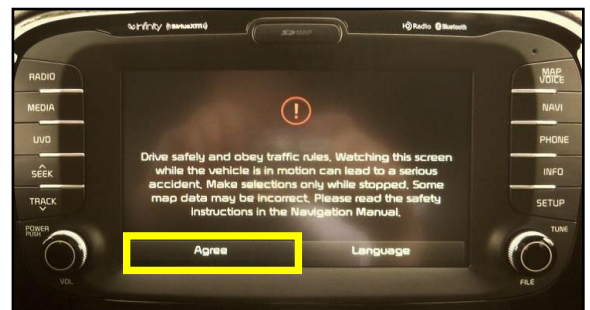 infinity ((SiriusXM))
SD MAP
HD Radio Bluetooth
RADIO
MEDIA
UVO
SEEK
TRACK
POWER
PUSH
VOL
Drive safely and obey traffic rules. Watching this screen
while the vehicle is in motion can lead to a serious
accident. Make selections only while stopped. Some
map data may be incorrect. Please read the safety
instructions in the Navigation Manual.
Agree
Language
MAP
VOICE
NAVI
PHONE
INFO
SETUP
TUNE
FILE